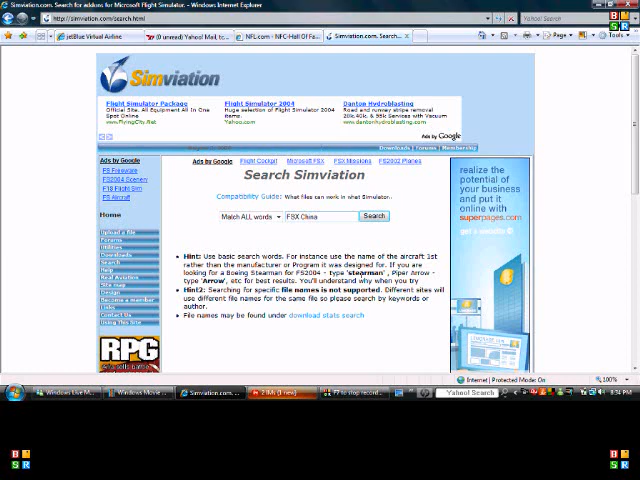 Simviation.com. Search for addons for Microsoft Flight Simulator. - Windows Internet Explorer
http://simviation.com/search.html
Yahoo! Search
jetBlue Virtual Airline
(0 unread) Yahoo! Mail, t...
NFL.com - NFC-Hall Of Fa...
Simviation.com. Search...
Page
Tools
Simviation
Flight Simulator Package
Official Site. All Equipment All In One Spot Online
www.FlyingCity.Net
Flight Simulator 2004
Huge selection of Flight Simulator 2004 items.
Yahoo.com
Danton Hydroblasting
Road and runway stripe removal 20k,40k, & 55k Services with Vacuum
www.dantonhydroblasting.com
Ads by Google
Downloads | Forums | Membership
Ads by Google
FS Freeware
FS2004 Scenery
F18 Flight Sim
FS Aircraft
Home
Upload a file
Forums
Utilities
Downloads
Search
Help
Real Aviation
Site map
Design
Become a member
Links
Contact Us
Using This Site
RPG
Ads by Google Flight Cockpit Microsoft FSX FSX Missions FS2002 Planes
Search Simviation
Compatibility Guide: What files can work in what Simulator.
Match ALL words FSX China Search
Hint: Use basic search words. For instance use the name of the aircraft 1st
rather than the manufacturer or Program it was designed for. If you are
looking for a Boeing Stearman for FS2004 - type 'stearman', Piper Arrow -
type 'Arrow', etc for best results. You'll understand why when you try
Hint2: Searching for specific file names is not supported. Different sites will
use different file names for the same file so please search by keywords or
author.
File names may be found under download stats search
realize the
potential of
your business
and put it
online with
superpages.com
get a website
Internet | Protected Mode: On
100%
Windows Live M...
Windows Movie ...
Simviation.com. ...
2 IMs (1 new)
?? to stop record...
Yahoo! Search
8:34 PM
B
S R
B
S R
B
S R